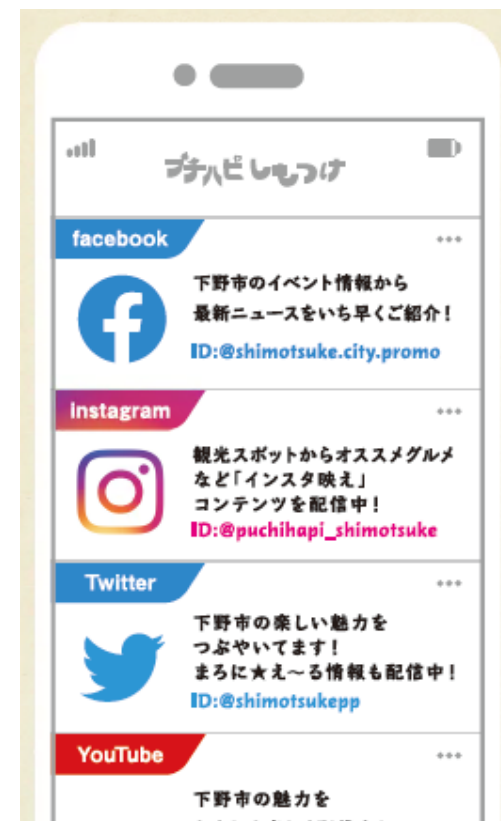 プチハピしもつけ
facebook
下野市のイベント情報から
最新ニュースをいち早くご紹介！
ID:@shimotsuke.city.promo
Instagram
観光スポットからオススメグルメ
など「インスタ映え」
コンテンツを配信中！
ID:@puchihapi_shimotsuke
Twitter
下野市の楽しい魅力を
つぶやいてます！
まろに★え〜る情報も配信中！
ID:@shimotsukepp
YouTube
下野市の魅力を